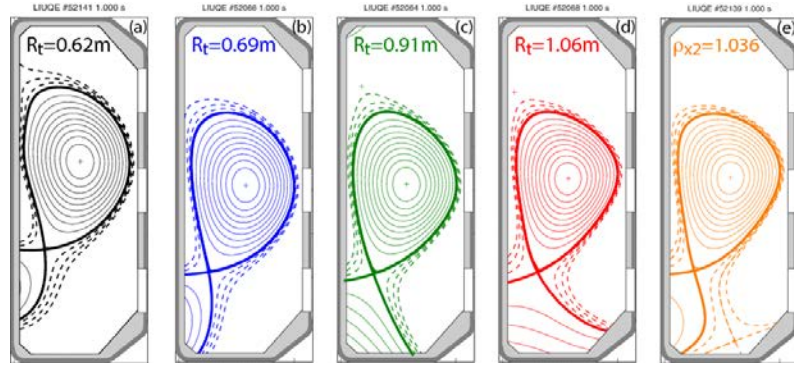 LIUQE #52141 1.000 s
LIUQE #52066 1.000 s
LIUQE #52064 1.000 s
LIUQE #52068 1.000 s
LIUQE #52139 1.000 s
(a)
Rt=0.62m
(b)
Rt=0.69m
(c)
Rt=0.91m
(d)
Rt=1.06m
(e)
ρx2=1.036